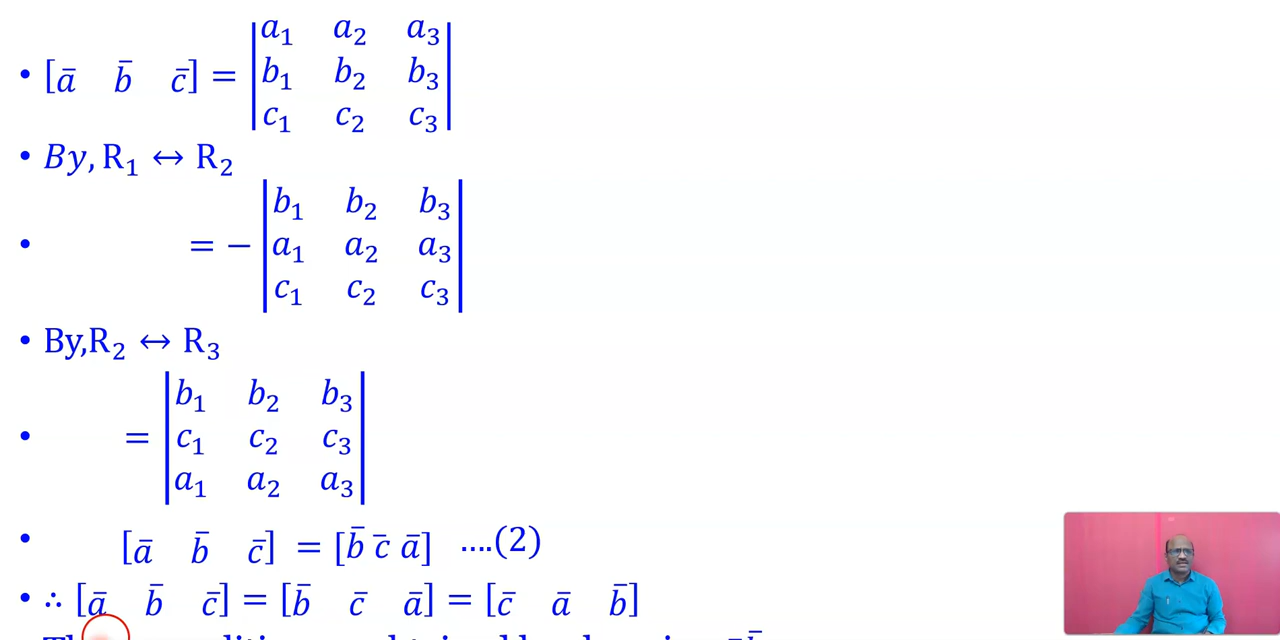 • [ā b̄ c̄] = |a₁ a₂ a₃|
|b₁ b₂ b₃|
|c₁ c₂ c₃|
• By, R₁ ↔ R₂
• = − |b₁ b₂ b₃|
|a₁ a₂ a₃|
|c₁ c₂ c₃|
• By,R₂ ↔ R₃
• = |b₁ b₂ b₃|
|c₁ c₂ c₃|
|a₁ a₂ a₃|
• [ā b̄ c̄] = [b̄ c̄ ā] ....(2)
• ∴ [ā b̄ c̄] = [b̄ c̄ ā] = [c̄ ā b̄]